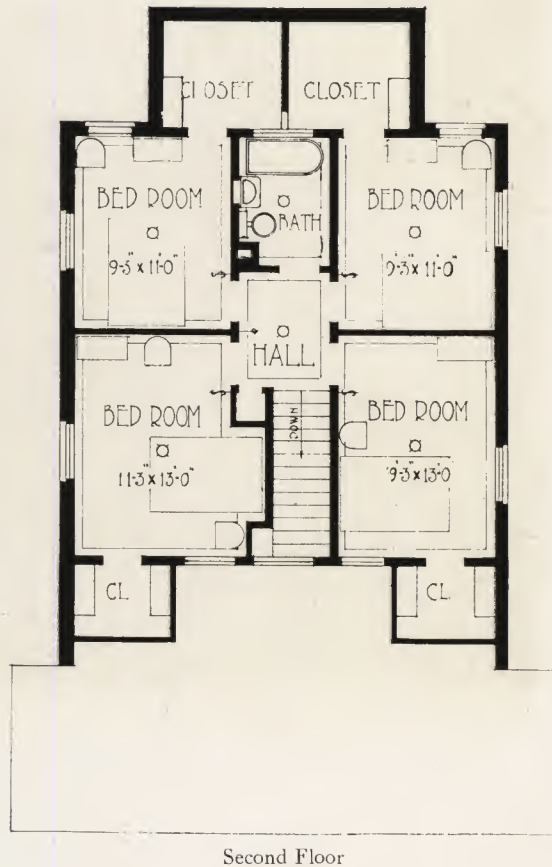 CLOSET
CLOSET
BED ROOM
9'-3" x 11'-0"
BATH
BED ROOM
9'-3" x 11'-0"
HALL
BED ROOM
11'-3" x 13'-0"
DOWN
BED ROOM
9'-3" x 13'-0
CL
CL.
Second Floor